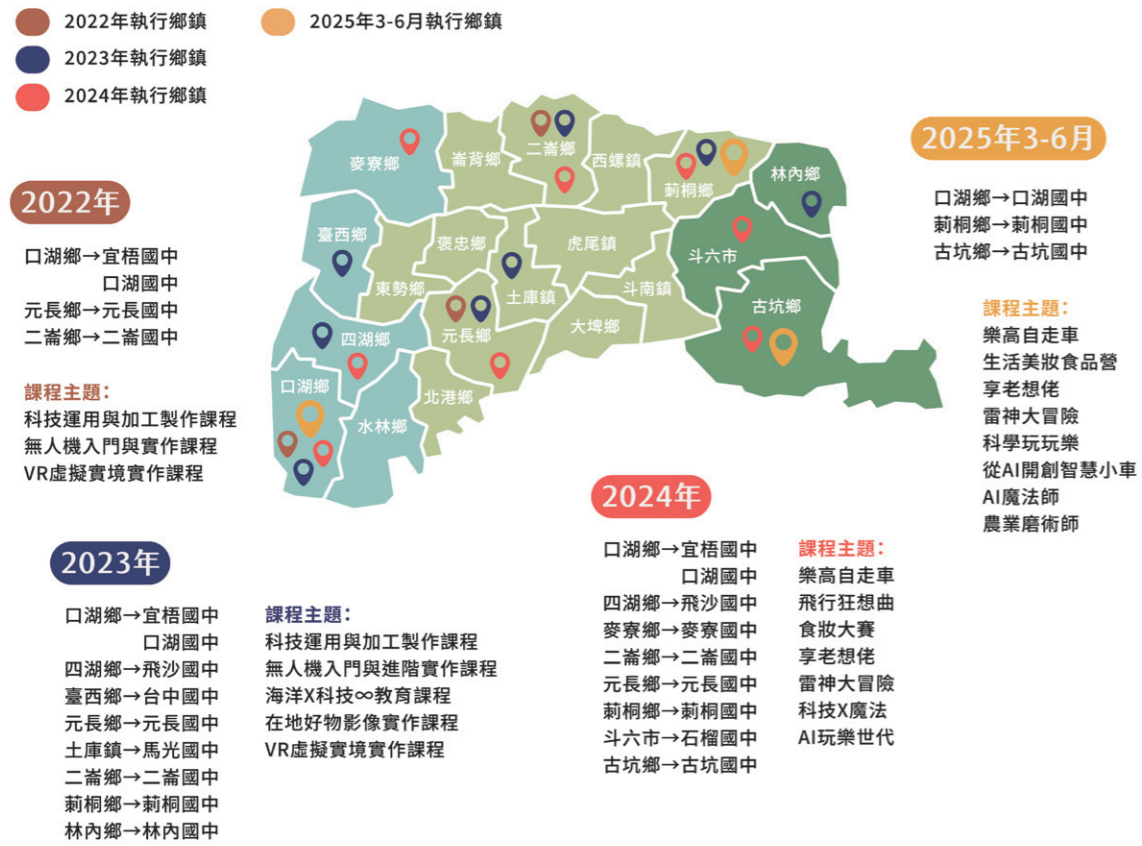 2022年執行鄉鎮
2025年3-6月執行鄉鎮
2023年執行鄉鎮
2024年執行鄉鎮
2022年
口湖鄉→宜梧國中
口湖國中
元長鄉→元長國中
二崙鄉→二崙國中
課程主題：
科技運用與加工製作課程
無人機入門與實作課程
VR虛擬實境實作課程
麥寮鄉
崙背鄉
二崙鄉
西螺鎮
莿桐鄉
林內鄉
臺西鄉
東勢鄉
褒忠鄉
土庫鎮
虎尾鎮
斗南鎮
斗六市
古坑鄉
四湖鄉
元長鄉
大埤鄉
口湖鄉
水林鄉
北港鄉
2025年3-6月
口湖鄉→口湖國中
莿桐鄉→莿桐國中
古坑鄉→古坑國中
課程主題：
樂高自走車
生活美妝食品營
享老想佬
雷神大冒險
科學玩玩樂
從AI開創智慧小車
AI魔法師
農業磨術師
2023年
口湖鄉→宜梧國中
口湖國中
四湖鄉→飛沙國中
臺西鄉→台中國中
元長鄉→元長國中
土庫鎮→馬光國中
二崙鄉→二崙國中
莿桐鄉→莿桐國中
林內鄉→林內國中
課程主題：
科技運用與加工製作課程
無人機入門與進階實作課程
海洋X科技∞教育課程
在地好物影像實作課程
VR虛擬實境實作課程
2024年
口湖鄉→宜梧國中
口湖國中
四湖鄉→飛沙國中
麥寮鄉→麥寮國中
二崙鄉→二崙國中
元長鄉→元長國中
莿桐鄉→莿桐國中
斗六市→石榴國中
古坑鄉→古坑國中
課程主題：
樂高自走車
飛行狂想曲
食妝大賽
享老想佬
雷神大冒險
科技X魔法
AI玩樂世代